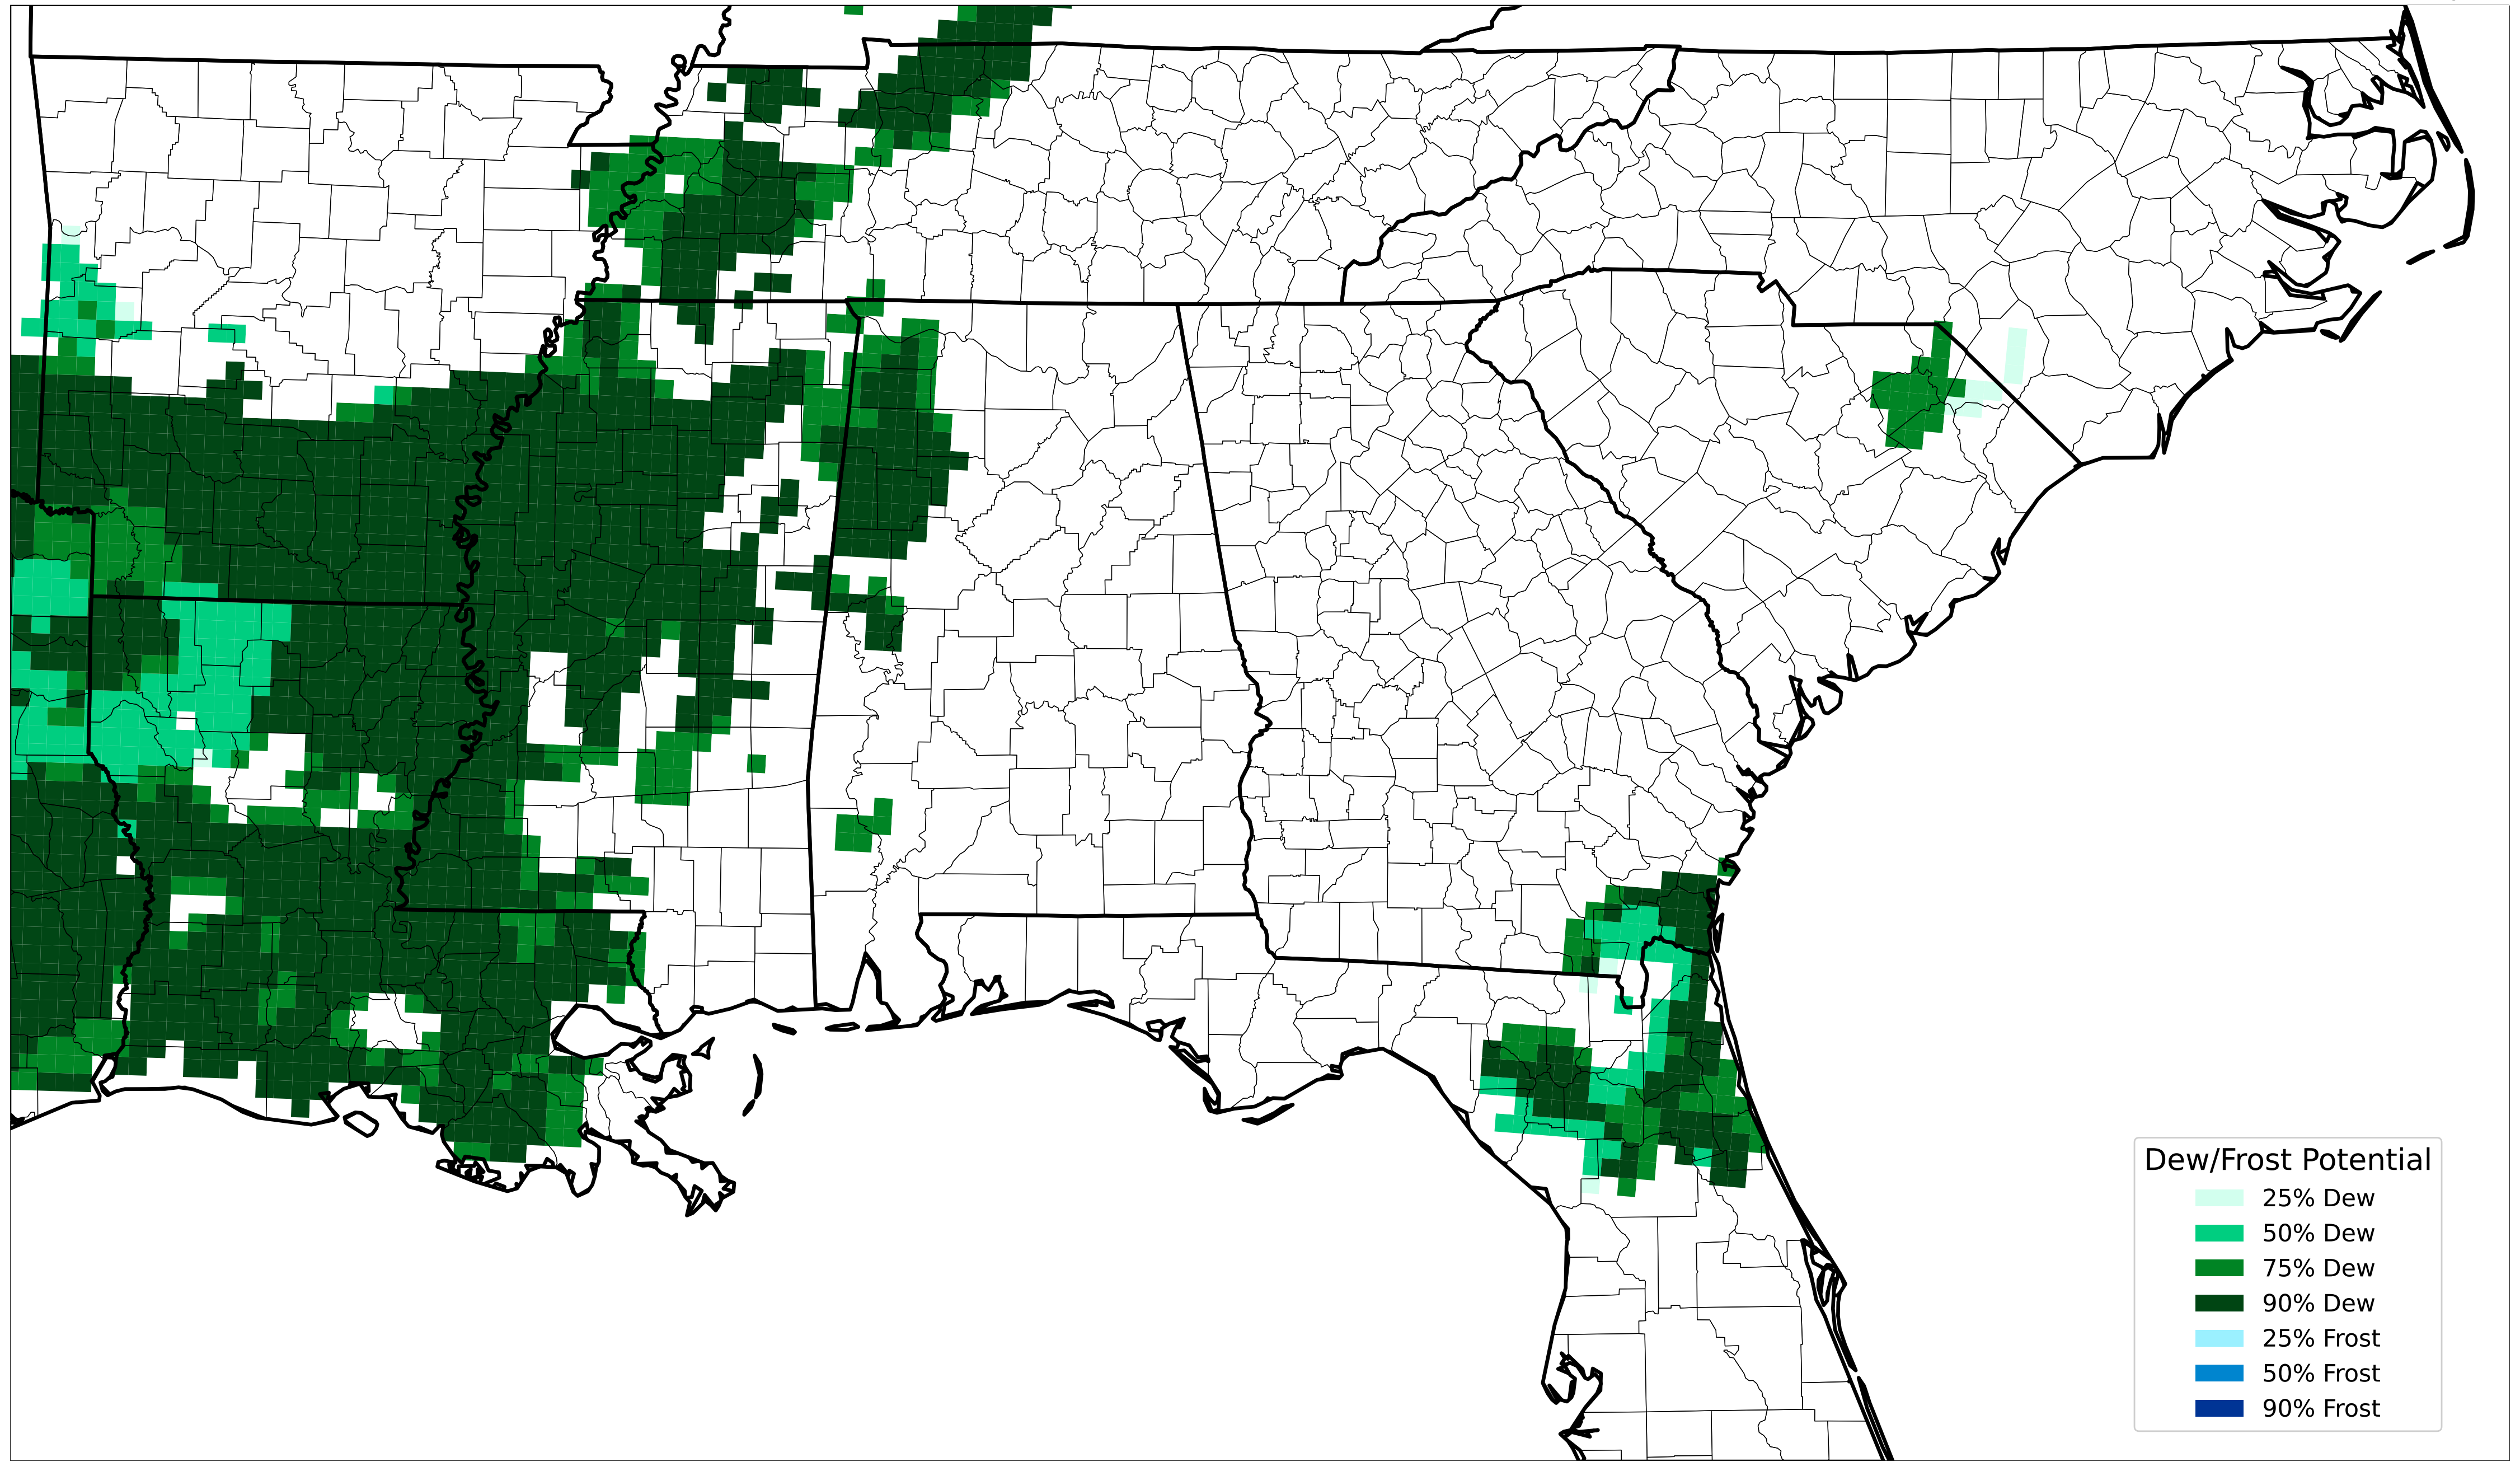 Dew/Frost Potential
25% Dew
50% Dew
75% Dew
90% Dew
25% Frost
50% Frost
90% Frost